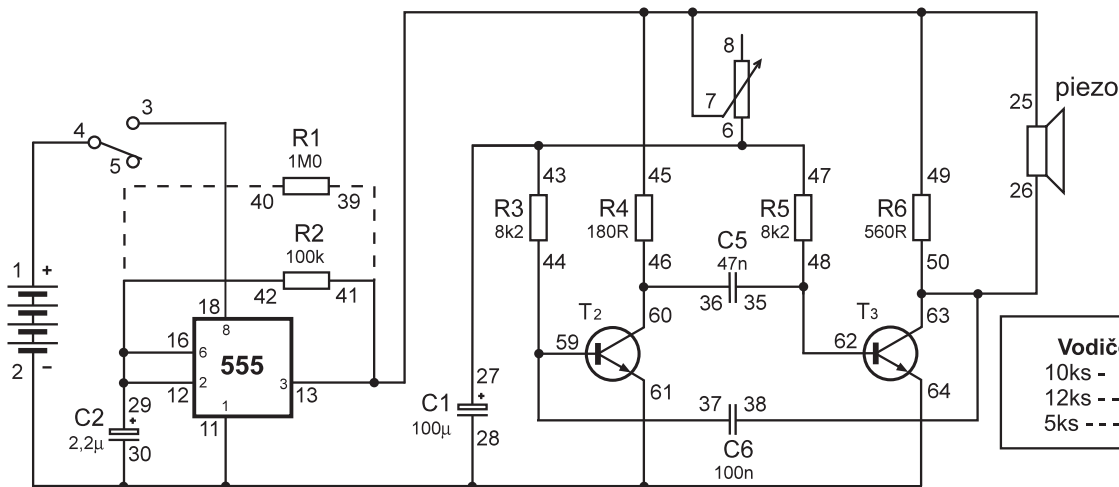 8
3
7
piezo
4
R1
25
5
1M0
6
40
39
43
45
47
49
26
R2
R3
R4
R5
R6
100k
8k2
180R
C5
8k2
560R
47n
1
+
42
41
44
46
48
50
18
36
35
8
T2
60
T3
63
16
6
555
59
62
2
–
12
2
3
13
27
61
64
29
+
1
C1
+
37
38
C2
11
100µ
28
2,2µ
30
C6
100n
10ks -
12ks - -
5ks - - - -